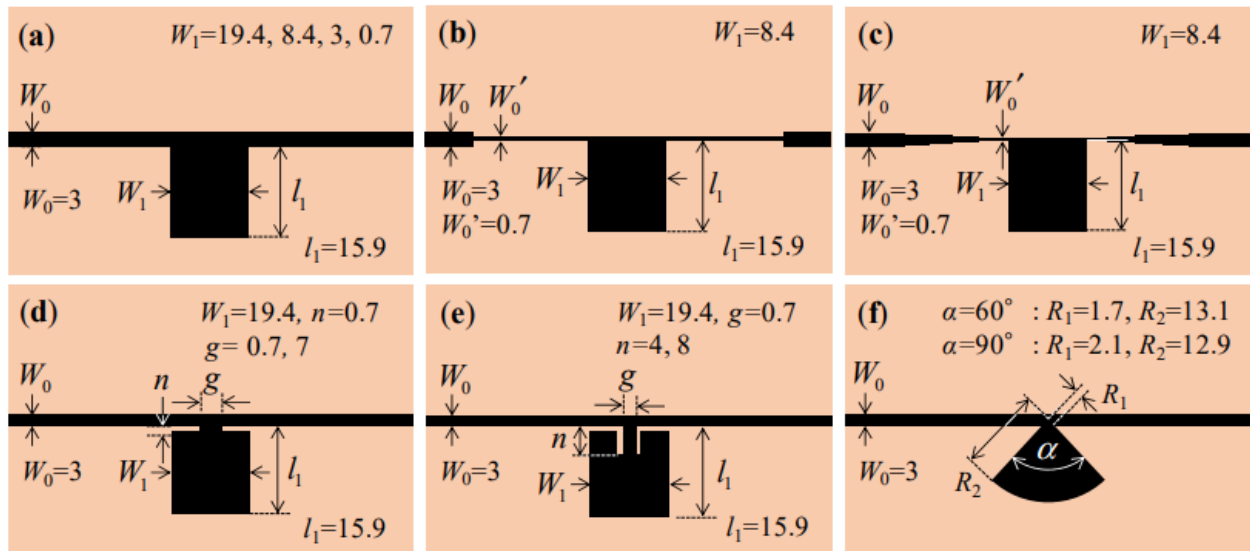 (a) W₁=19.4, 8.4, 3, 0.7
W₀
W₀=3
W₁
l₁
l₁=15.9
(b) W₁=8.4
W₀ W₀′
W₀=3
W₀’=0.7
W₁
l₁
l₁=15.9
(c) W₁=8.4
W₀ W₀′
W₀=3
W₀’=0.7
W₁
l₁
l₁=15.9
(d) W₁=19.4, n=0.7
g= 0.7, 7
n g
W₀
W₀=3
W₁
l₁
l₁=15.9
(e) W₁=19.4, g=0.7
n=4, 8
g
W₀
n
W₀=3
W₁
l₁
l₁=15.9
(f) α=60° : R₁=1.7, R₂=13.1
α=90° : R₁=2.1, R₂=12.9
W₀
R₁
W₀=3
R₂
α